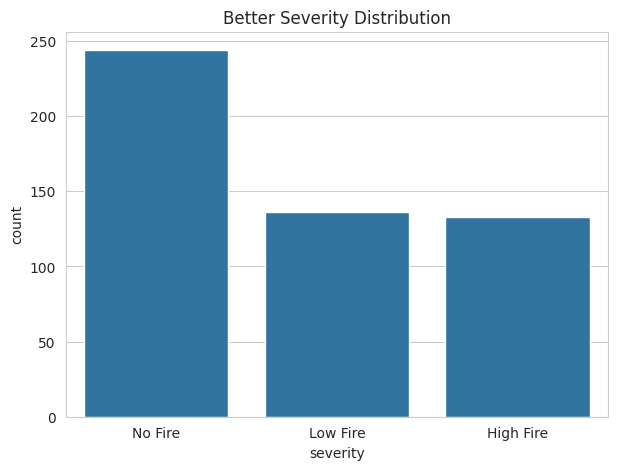 Better Severity Distribution
250
200
150
100
50
0
count
No Fire
Low Fire
High Fire
severity